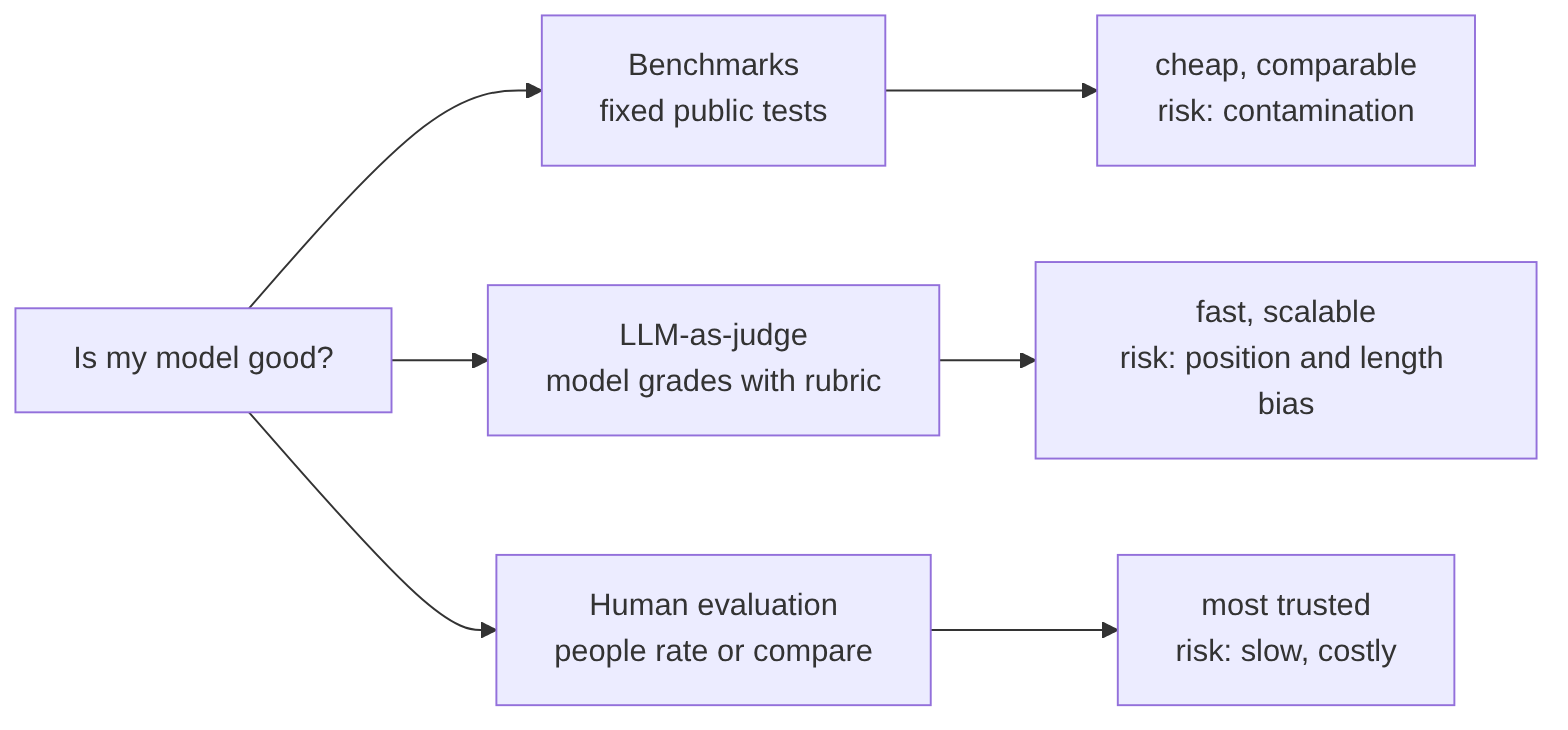 Is my model good?
Benchmarks
fixed public tests
cheap, comparable
risk: contamination
LLM-as-judge
model grades with rubric
fast, scalable
risk: position and length
bias
Human evaluation
people rate or compare
most trusted
risk: slow, costly